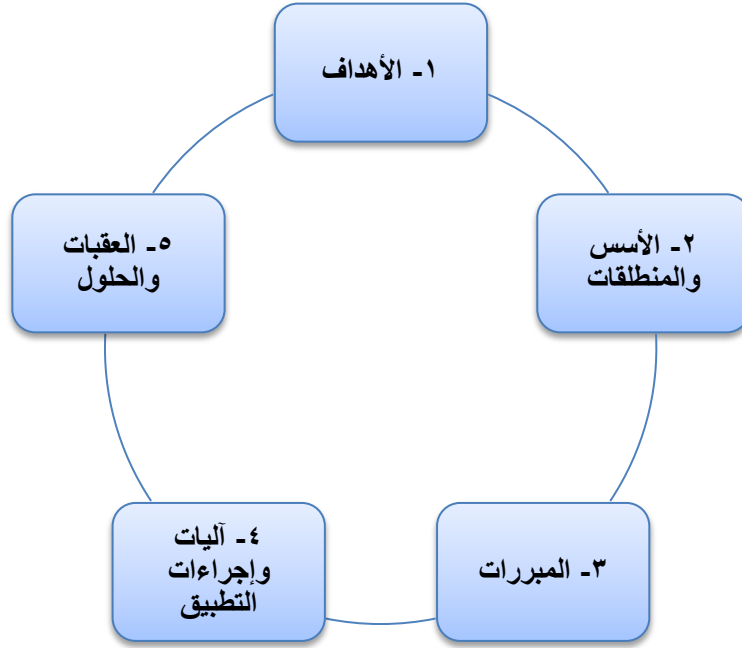 ١- الأهداف
٢- الأسس
والمنطلقات
٣- المبررات
٤- آليات
وإجراءات
التطبيق
٥- العقبات
والحلول